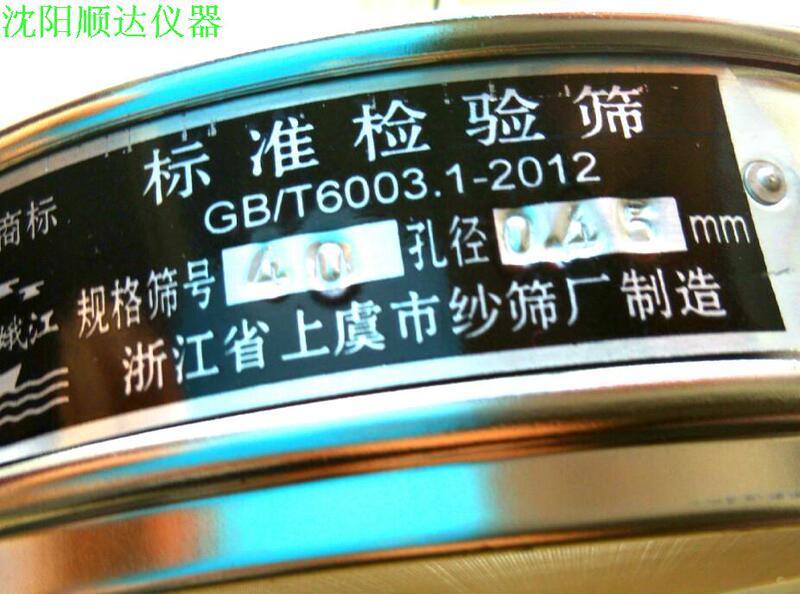 沈阳顺达仪器
标准检验筛
GB/T6003.1-2012
商标
规格筛号 40 孔径 0.45 mm
娥江
浙江省上虞市纱筛厂制造